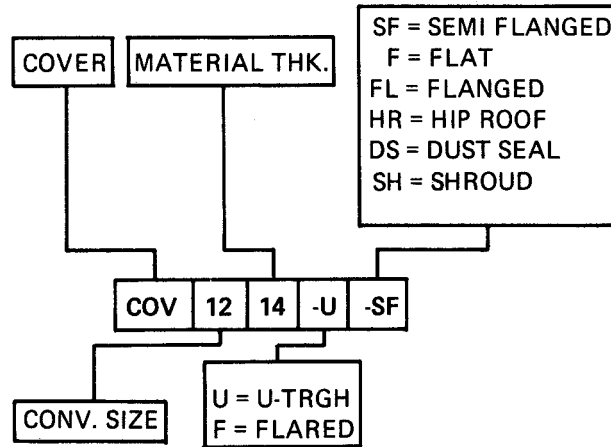 COVER
MATERIAL THK.
SF = SEMI FLANGED
F = FLAT
FL = FLANGED
HR = HIP ROOF
DS = DUST SEAL
SH = SHROUD
COV 12 14 -U -SF
CONV. SIZE
U = U-TRGH
F = FLARED